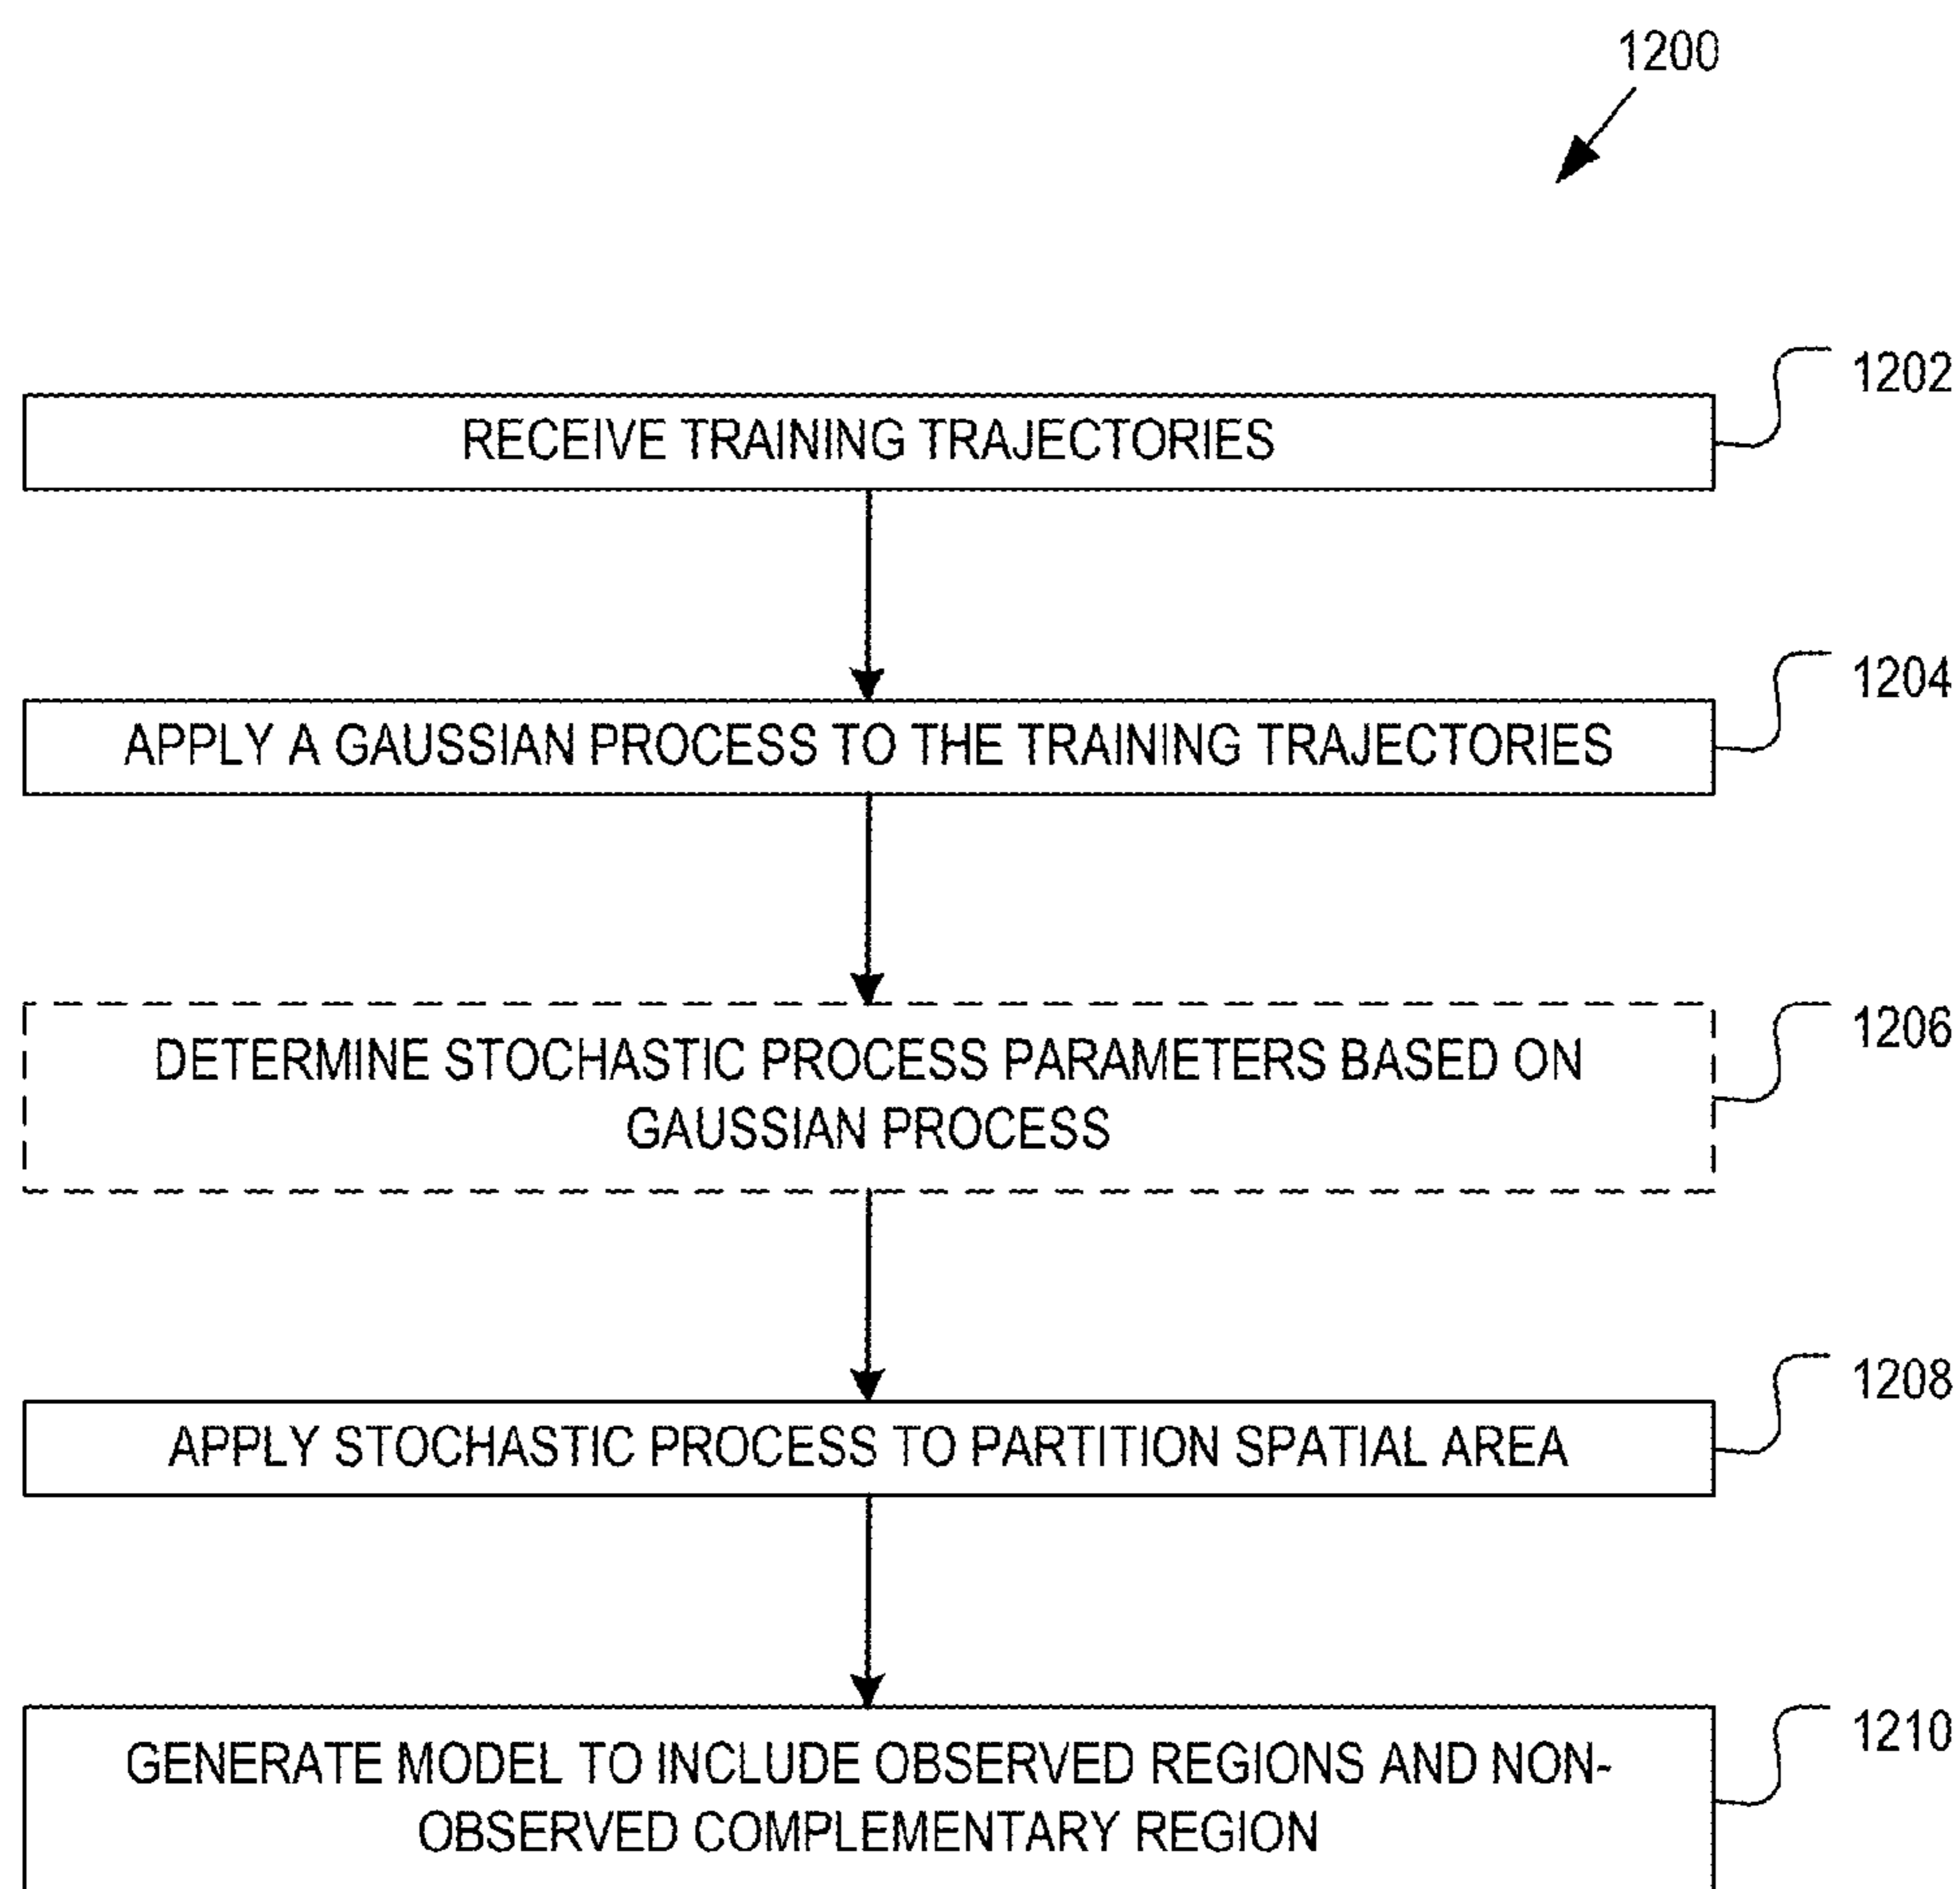 1200
RECEIVE TRAINING TRAJECTORIES
1202
APPLY A GAUSSIAN PROCESS TO THE TRAINING TRAJECTORIES
1204
DETERMINE STOCHASTIC PROCESS PARAMETERS BASED ON
GAUSSIAN PROCESS
1206
APPLY STOCHASTIC PROCESS TO PARTITION SPATIAL AREA
1208
GENERATE MODEL TO INCLUDE OBSERVED REGIONS AND NON-
OBSERVED COMPLEMENTARY REGION
1210